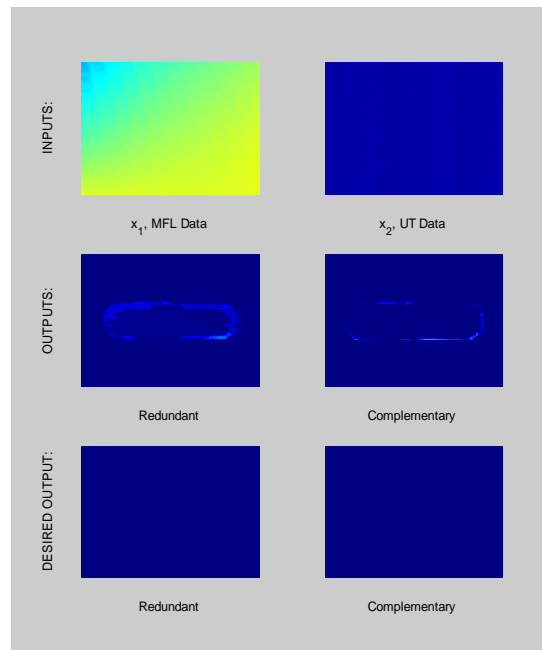 INPUTS:
x1, MFL Data
x2, UT Data
OUTPUTS:
Redundant
Complementary
DESIRED OUTPUT:
Redundant
Complementary